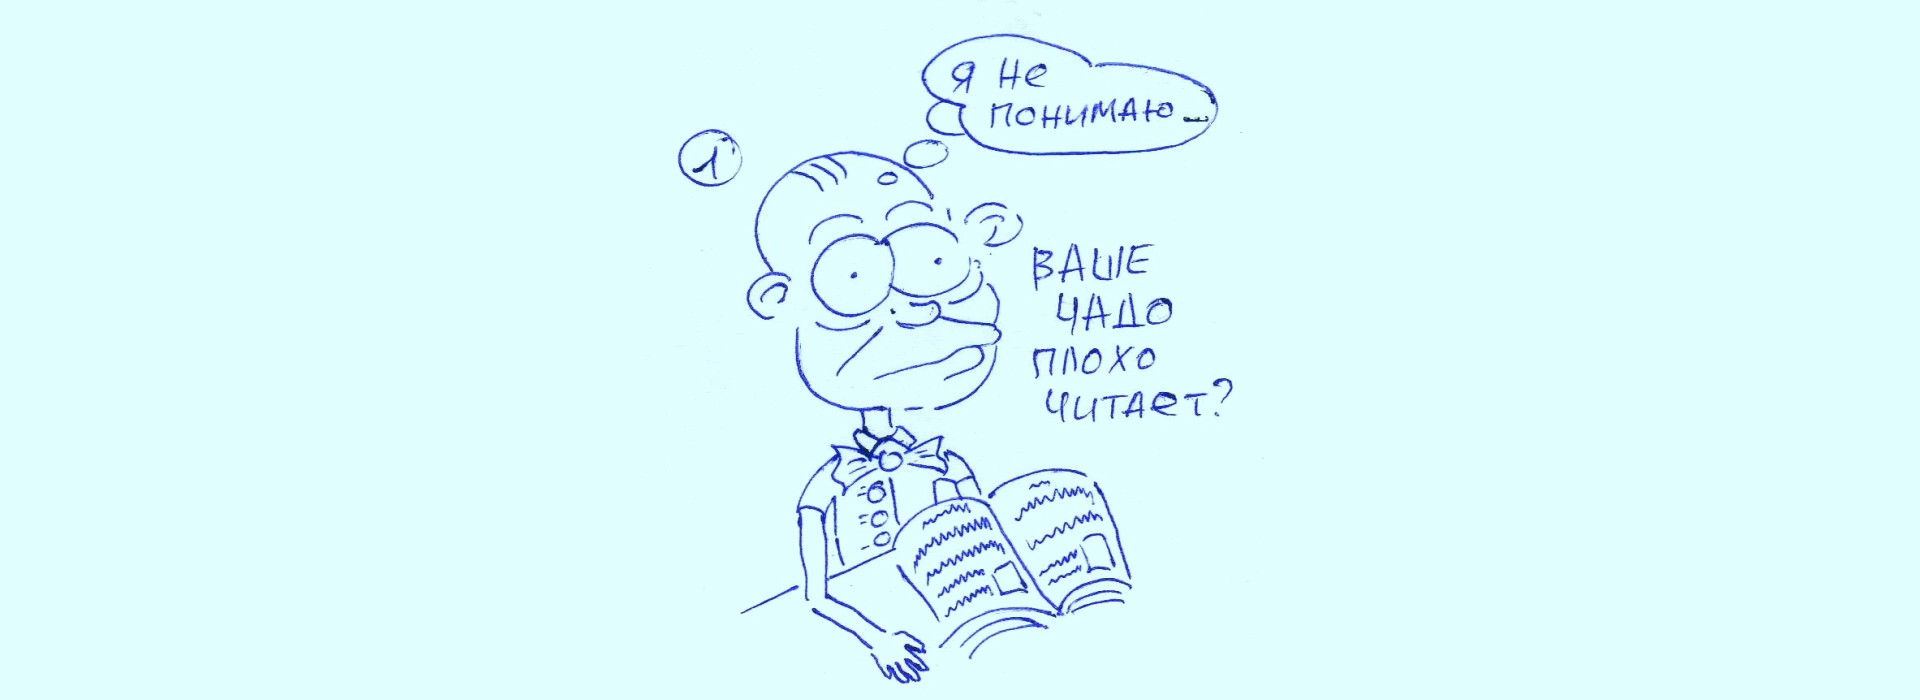 Я Не
ПОНИМАЮ...
1
ВАШЕ
ЧАДО
ПЛОХО
ЧИТАеТ?